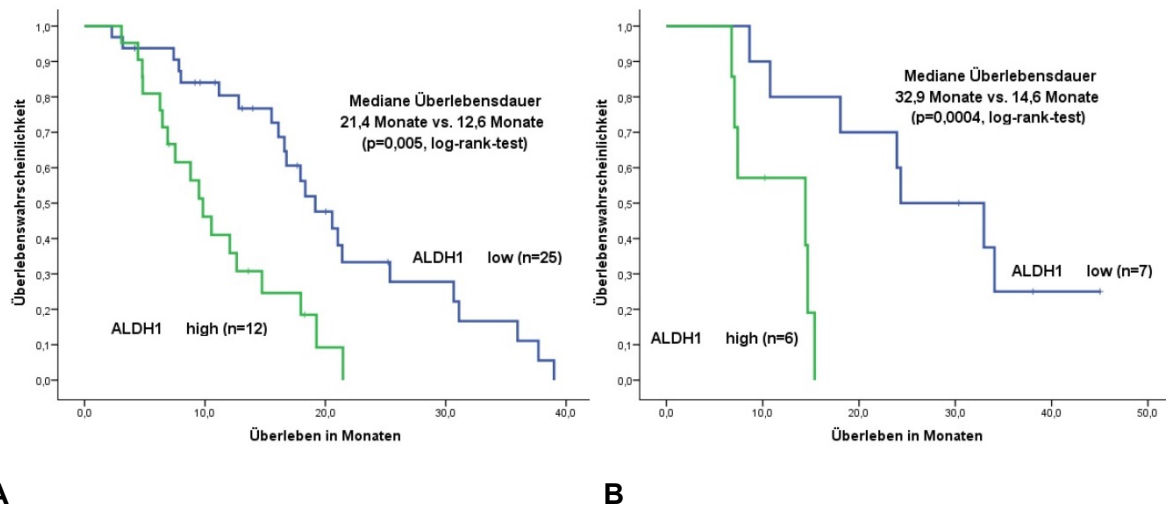 Überlebenswahrscheinlichkeit
1,0
0,9
0,8
0,7
0,6
0,5
0,4
0,3
0,2
0,1
0,0
Mediane Überlebensdauer
21,4 Monate vs. 12,6 Monate
(p=0,005, log-rank-test)
ALDH1 low (n=25)
ALDH1 high (n=12)
0,0 10,0 20,0 30,0 40,0
Überleben in Monaten
A
Überlebenswahrscheinlichkeit
1,0
0,9
0,8
0,7
0,6
0,5
0,4
0,3
0,2
0,1
0,0
Mediane Überlebensdauer
32,9 Monate vs. 14,6 Monate
(p=0,0004, log-rank-test)
ALDH1 low (n=7)
ALDH1 high (n=6)
0,0 10,0 20,0 30,0 40,0 50,0
Überleben in Monaten
B